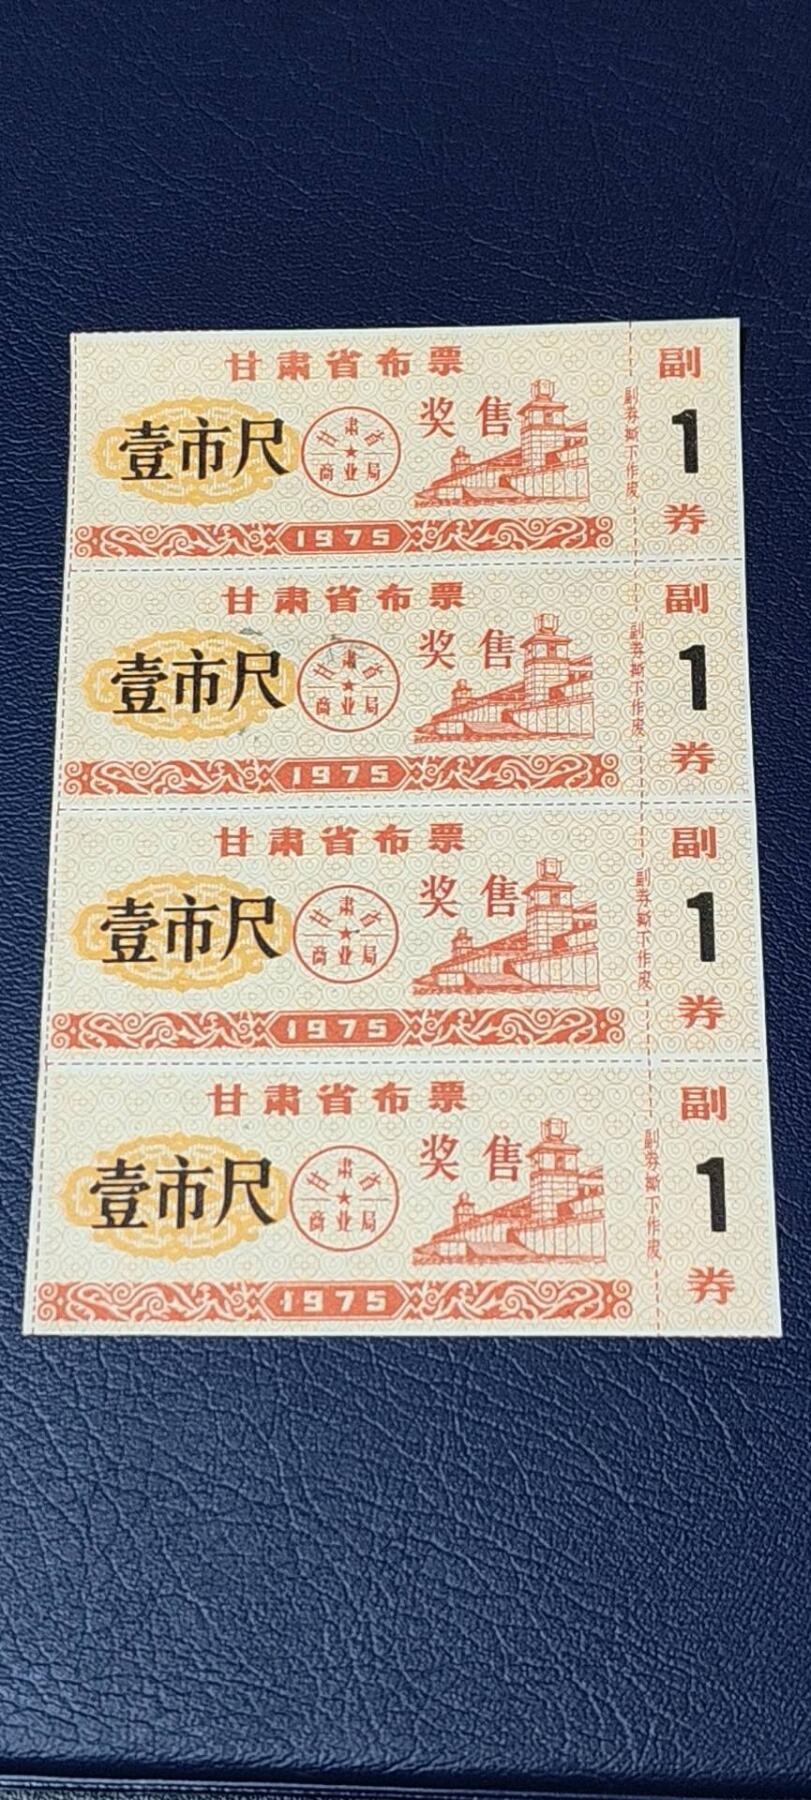 甘肃省布票
壹市尺
甘肃省
商业局
奖售
1975
副券撕下作废
副
1
券
甘肃省布票
壹市尺
甘肃省
商业局
奖售
1975
副券撕下作废
副
1
券
甘肃省布票
壹市尺
甘肃省
商业局
奖售
1975
副券撕下作废
副
1
券
甘肃省布票
壹市尺
甘肃省
商业局
奖售
1975
副券撕下作废
副
1
券